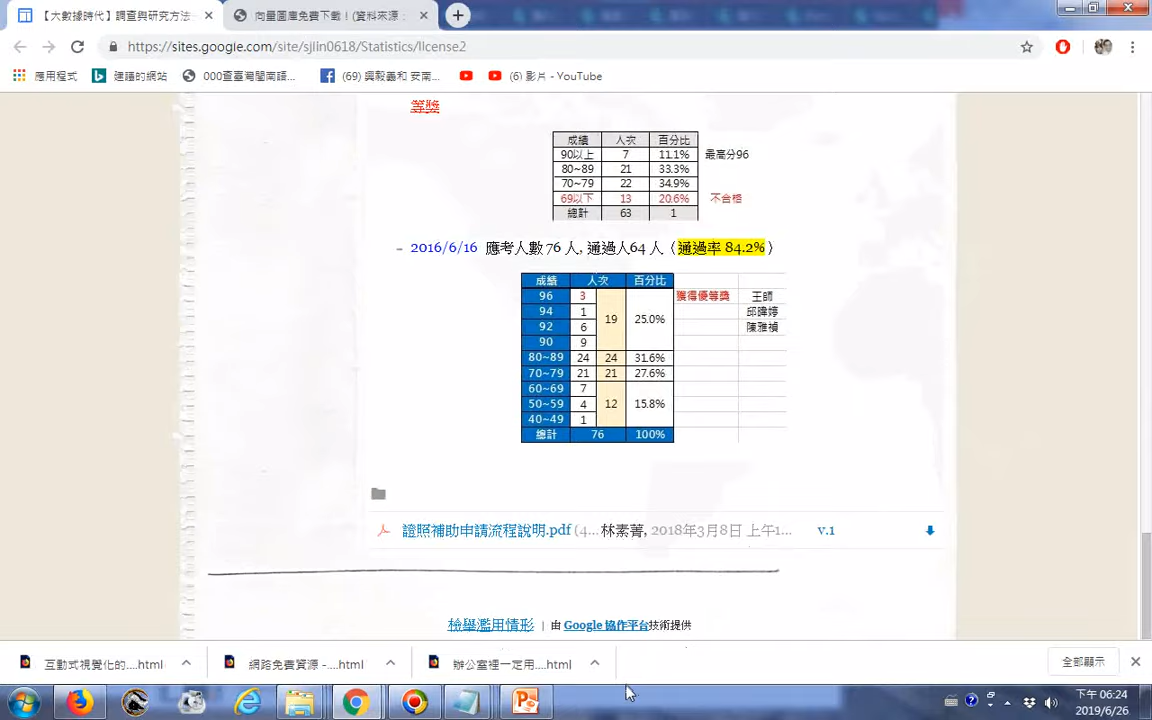 【大數據時代】調查與研究方法
向量圖庫免費下載！(資料來源：
https://sites.google.com/site/sjlin0618/Statistics/license2
應用程式
建議的網站
000查臺灣閩南語...
(69) 興穀義和 安南...
(6) 影片 - YouTube
等獎
成績 人次 百分比
90以上 7 11.1% 最高分96
80~89 21 33.3%
70~79 22 34.9%
69以下 13 20.6% 不合格
總計 63 1
- 2016/6/16 應考人數 76 人, 通過人64 人（通過率 84.2%）
成績 人次 百分比
96 3 19 25.0% 獲得優等獎 王師
94 1 邱暐婷
92 6 陳雅禎
90 9
80~89 24 24 31.6%
70~79 21 21 27.6%
60~69 7 12 15.8%
50~59 4
40~49 1
總計 76 100%
證照補助申請流程說明.pdf (4... 林素菁, 2018年3月8日 上午1... v.1
檢舉濫用情形 | 由 Google 協作平台技術提供
互動式視覺化的....html
網路免費資源 -....html
辦公室裡一定用....html
全部顯示
下午 06:24
2019/6/26